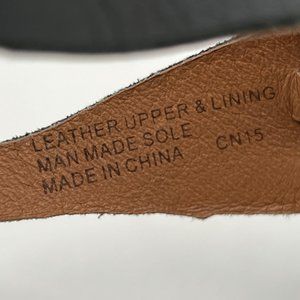 LEATHER UPPER & LINING
MAN MADE SOLE
MADE IN CHINA CN15